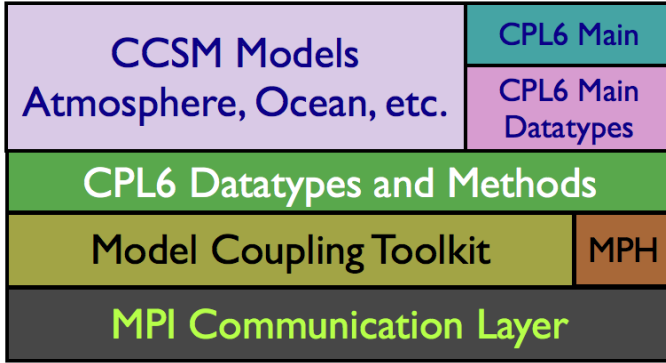 CCSM Models
Atmosphere, Ocean, etc.
CPL6 Main
CPL6 Main
Datatypes
CPL6 Datatypes and Methods
Model Coupling Toolkit
MPH
MPI Communication Layer